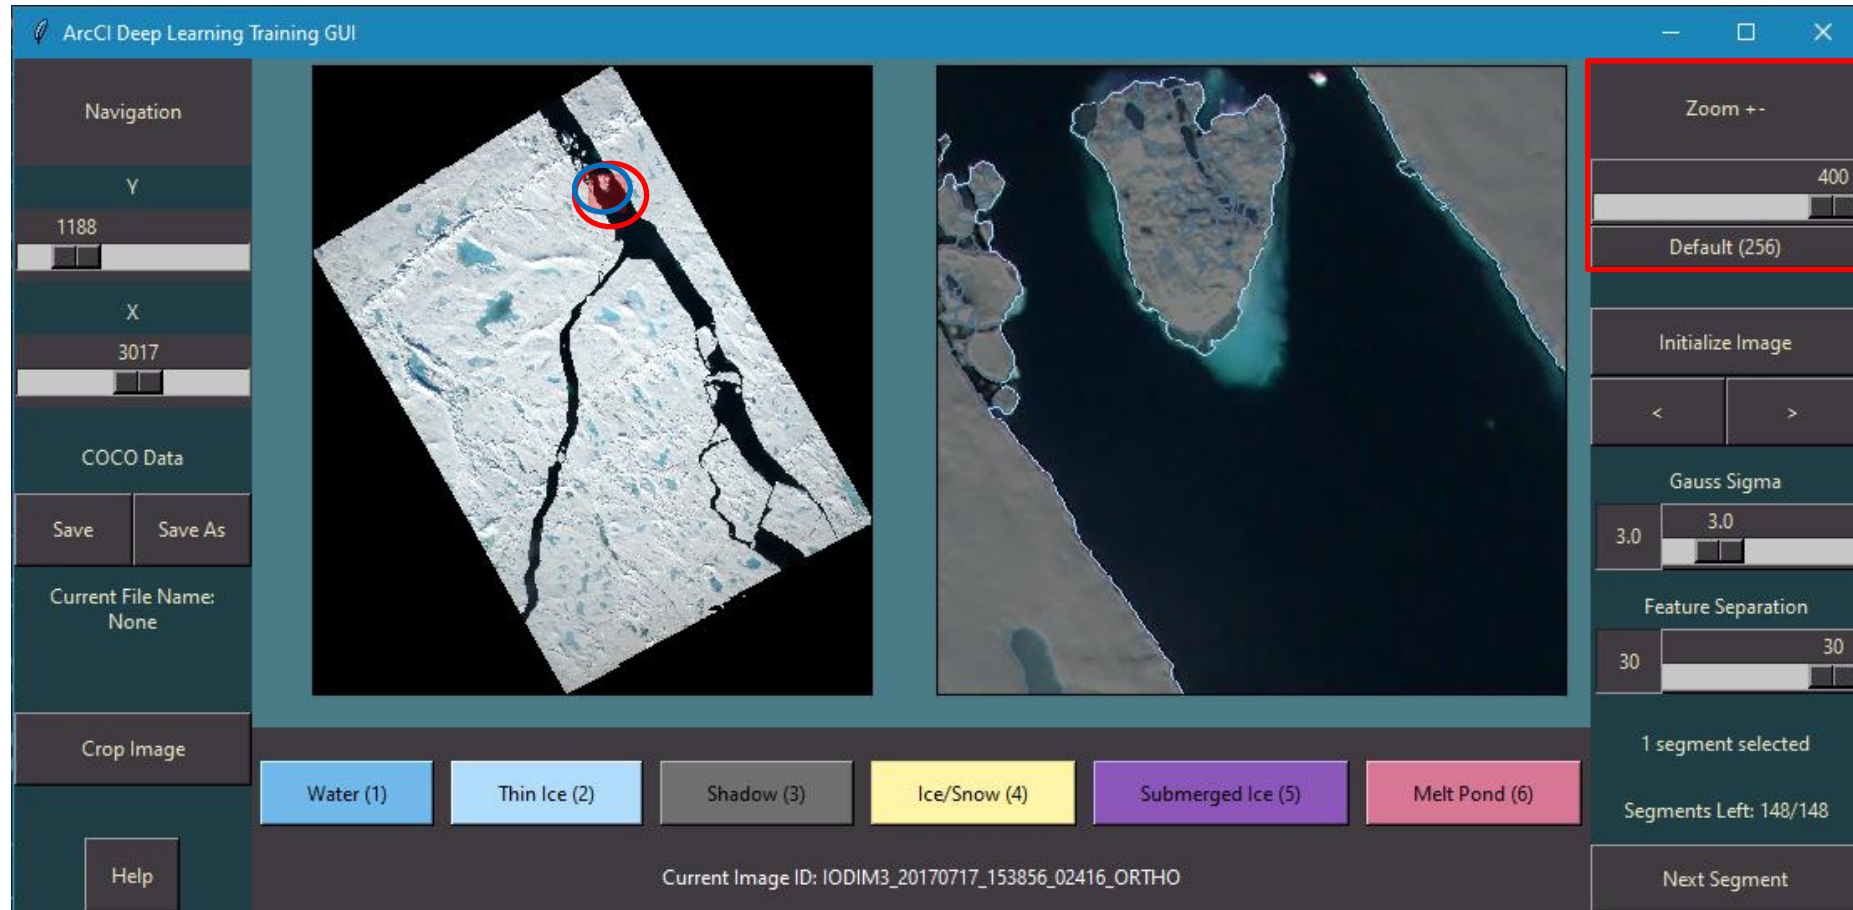 ArcCI Deep Learning Training GUI
Navigation
Y
1188
X
3017
COCO Data
Save
Save As
Current File Name:
None
Crop Image
Help
Water (1)
Thin Ice (2)
Shadow (3)
Ice/Snow (4)
Submerged Ice (5)
Melt Pond (6)
Current Image ID: IODIM3_20170717_153856_02416_ORTHO
Zoom +-
400
Default (256)
Initialize Image
<
>
Gauss Sigma
3.0
3.0
Feature Separation
30
30
1 segment selected
Segments Left: 148/148
Next Segment